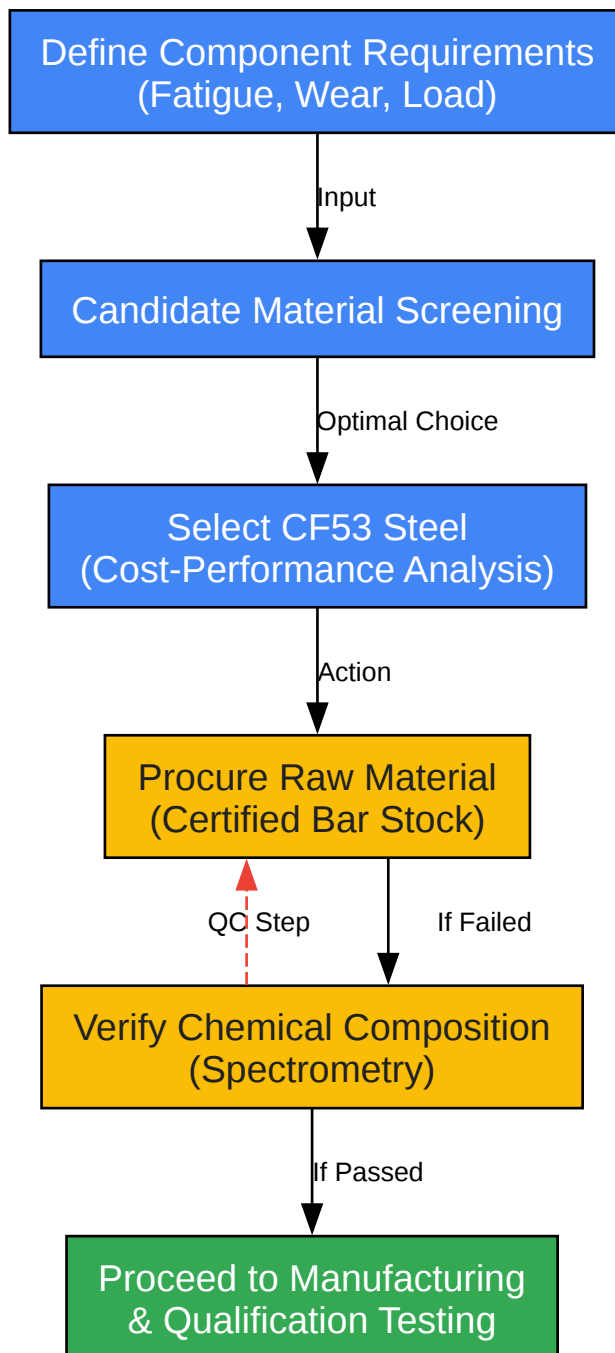 Define Component Requirements
(Fatigue, Wear, Load)
Input
Candidate Material Screening
Optimal Choice
Select CF53 Steel
(Cost-Performance Analysis)
Action
Procure Raw Material
(Certified Bar Stock)
QC Step
If Failed
Verify Chemical Composition
(Spectrometry)
If Passed
Proceed to Manufacturing
& Qualification Testing